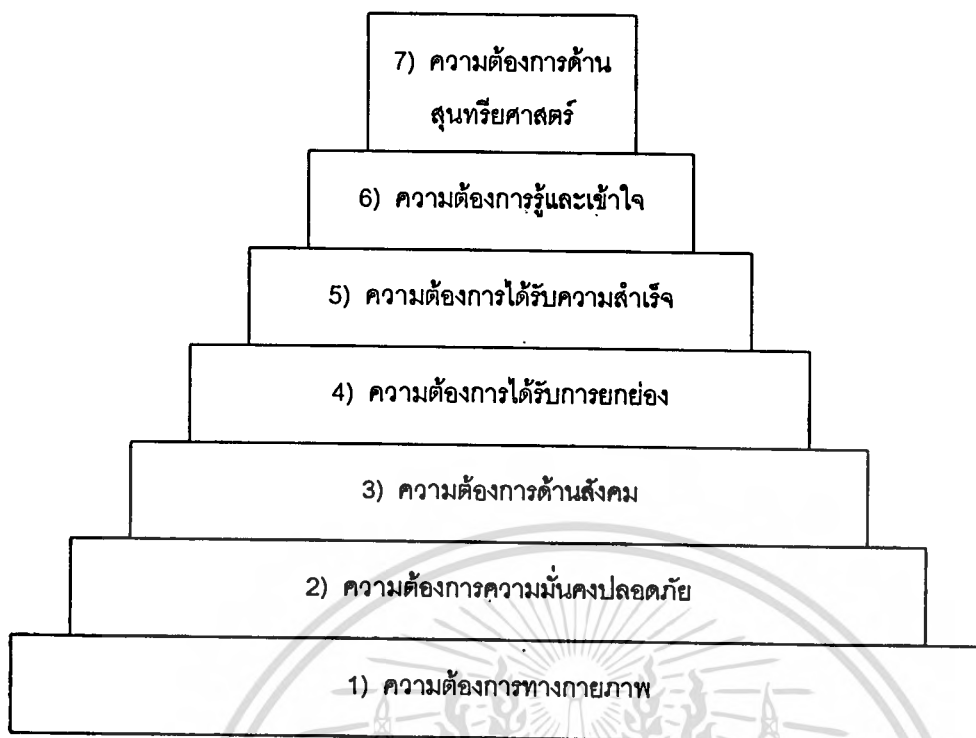 7) ความต้องการด้าน
สุนทรียศาสตร์
6) ความต้องการรู้และเข้าใจ
5) ความต้องการได้รับความสำเร็จ
4) ความต้องการได้รับการยกย่อง
3) ความต้องการด้านสังคม
2) ความต้องการความมั่นคงปลอดภัย
1) ความต้องการทางกายภาพ